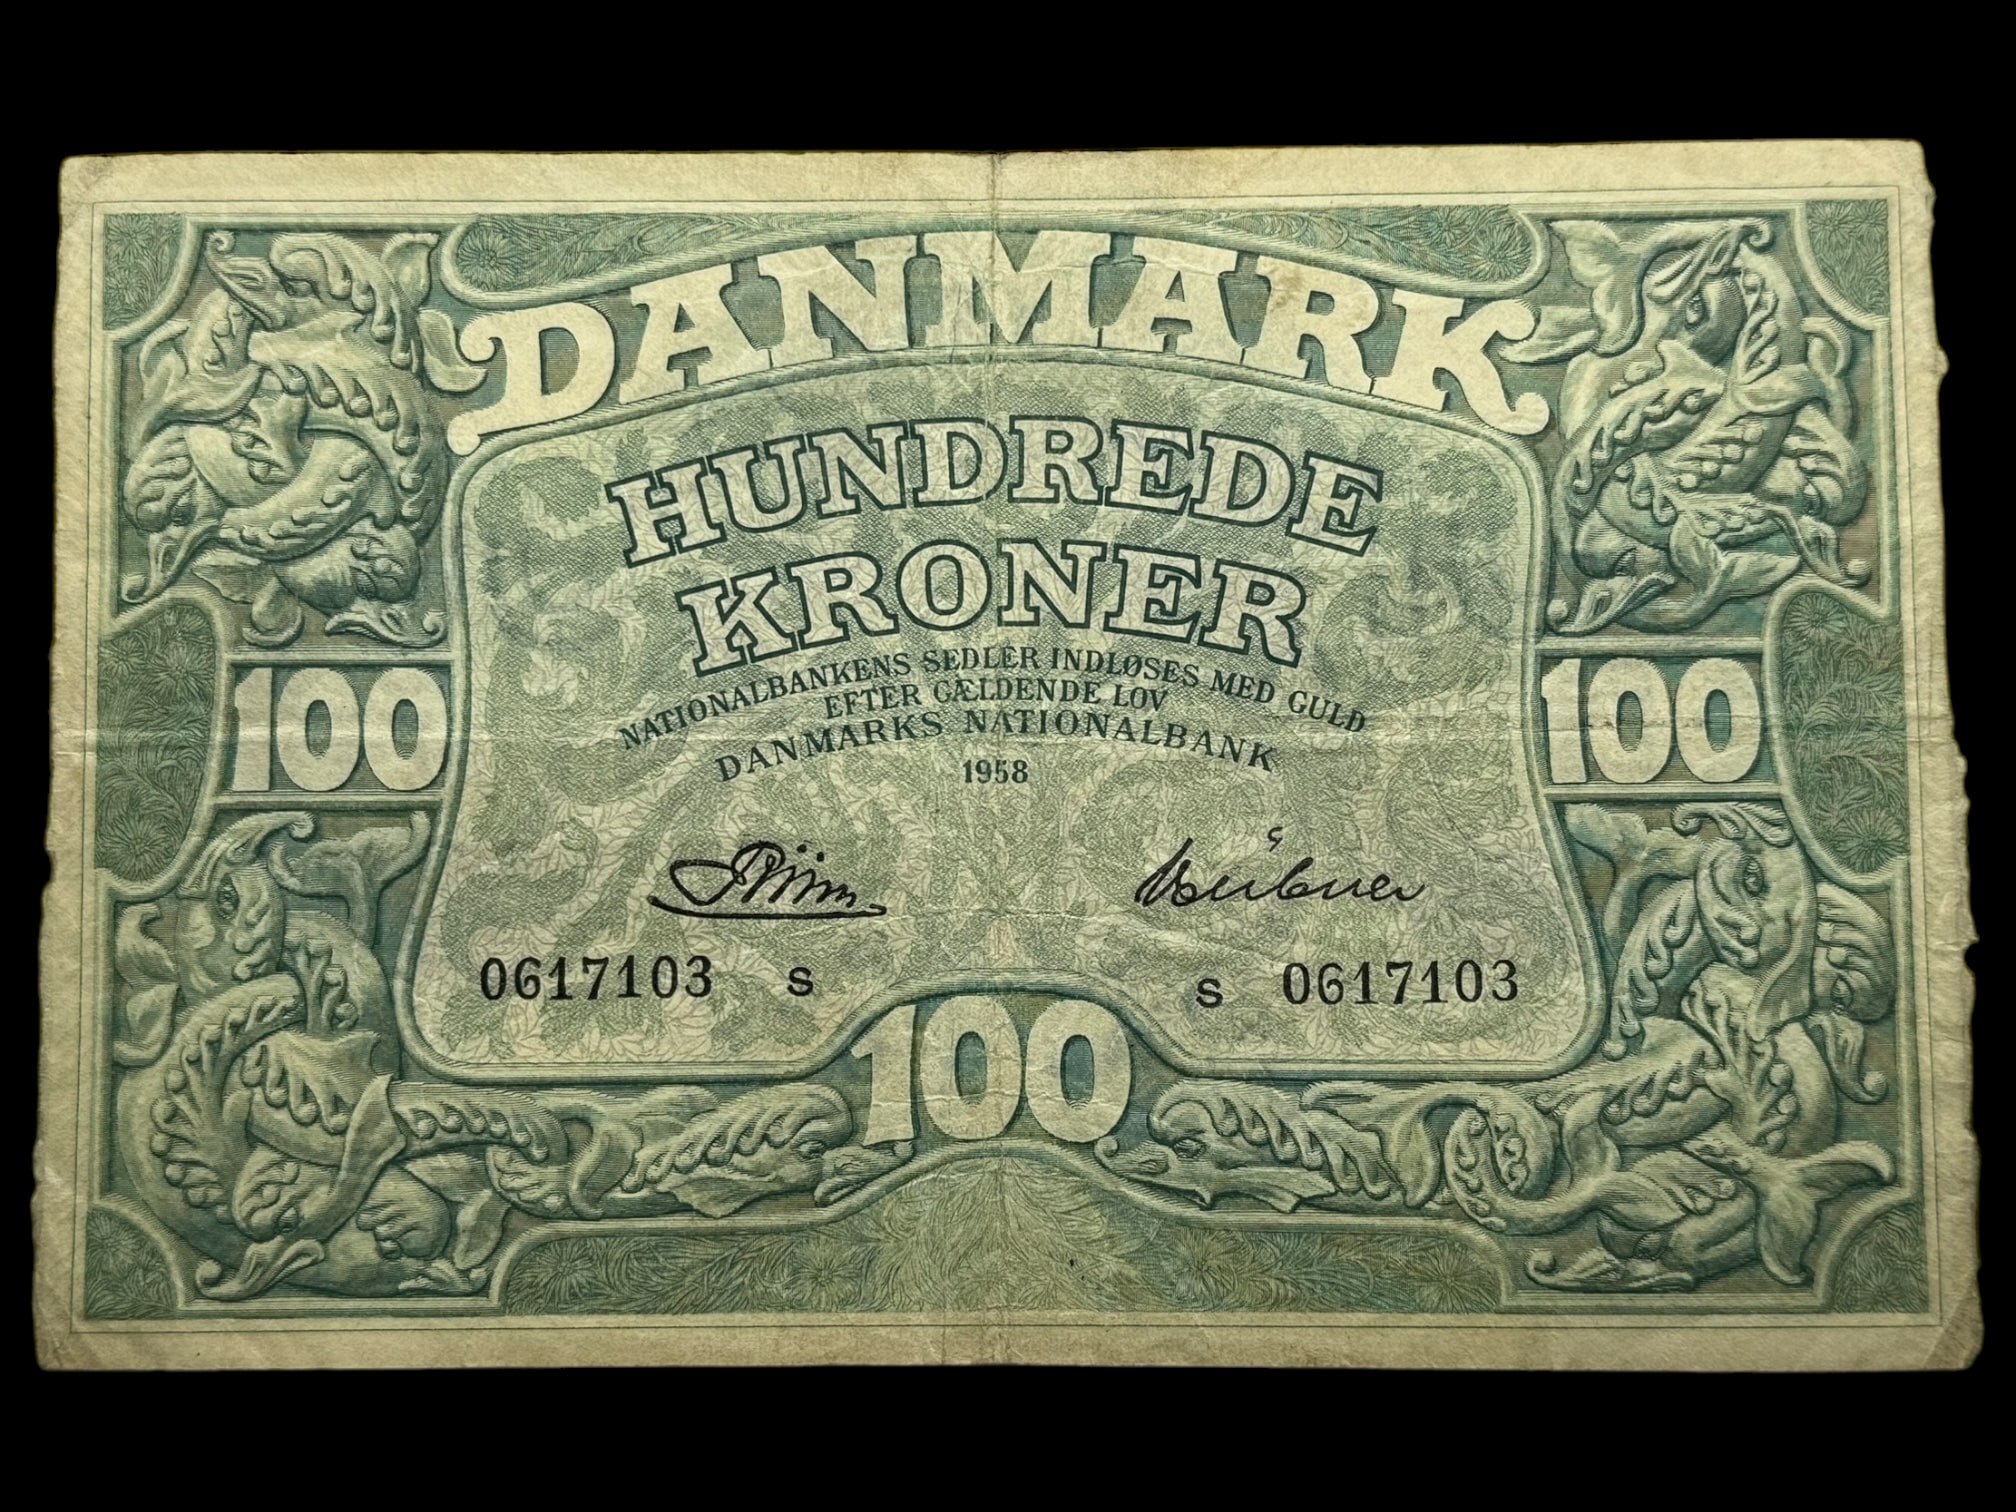 DANMARK
HUNDREDE
KRONER
NATIONALBANKENS SEDLER INDLØSES MED GULD
EFTER GÆLDENDE LOV
DANMARKS NATIONALBANK
1958
100 100
0617103 s s 0617103
100